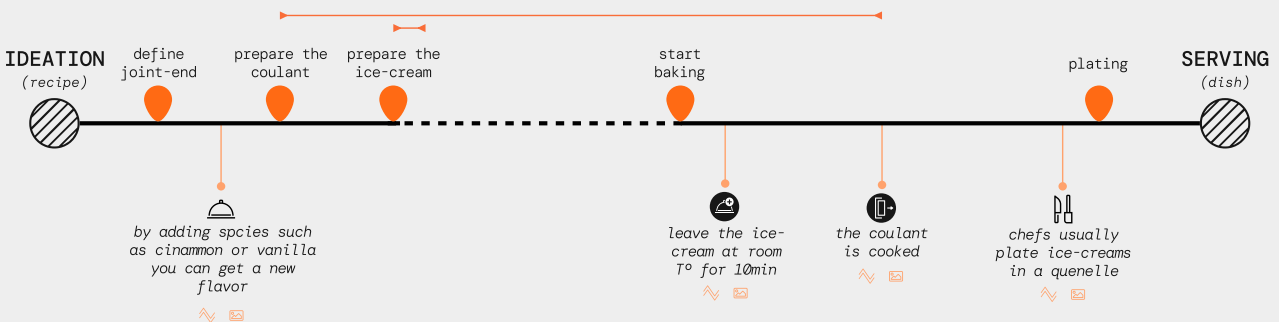 IDEATION
(recipe)
define
joint-end
prepare the
coulant
prepare the
ice-cream
start
baking
plating
SERVING
(dish)
by adding spcies such
as cinammon or vanilla
you can get a new
flavor
leave the ice-
cream at room
Tº for 10min
the coulant
is cooked
chefs usually
plate ice-creams
in a quenelle